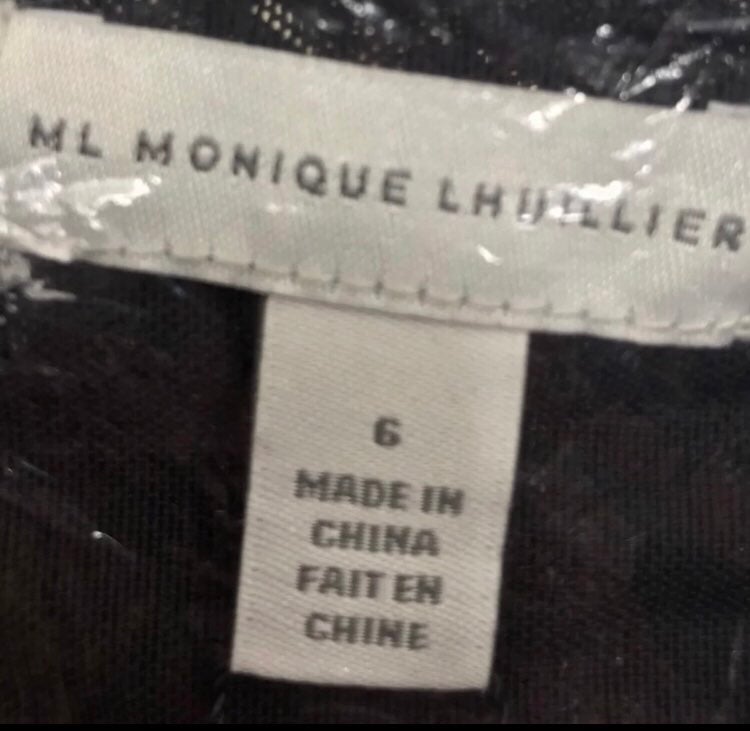 ML MONIQUE LHUILLIER
6
MADE IN
CHINA
FAIT EN
CHINE